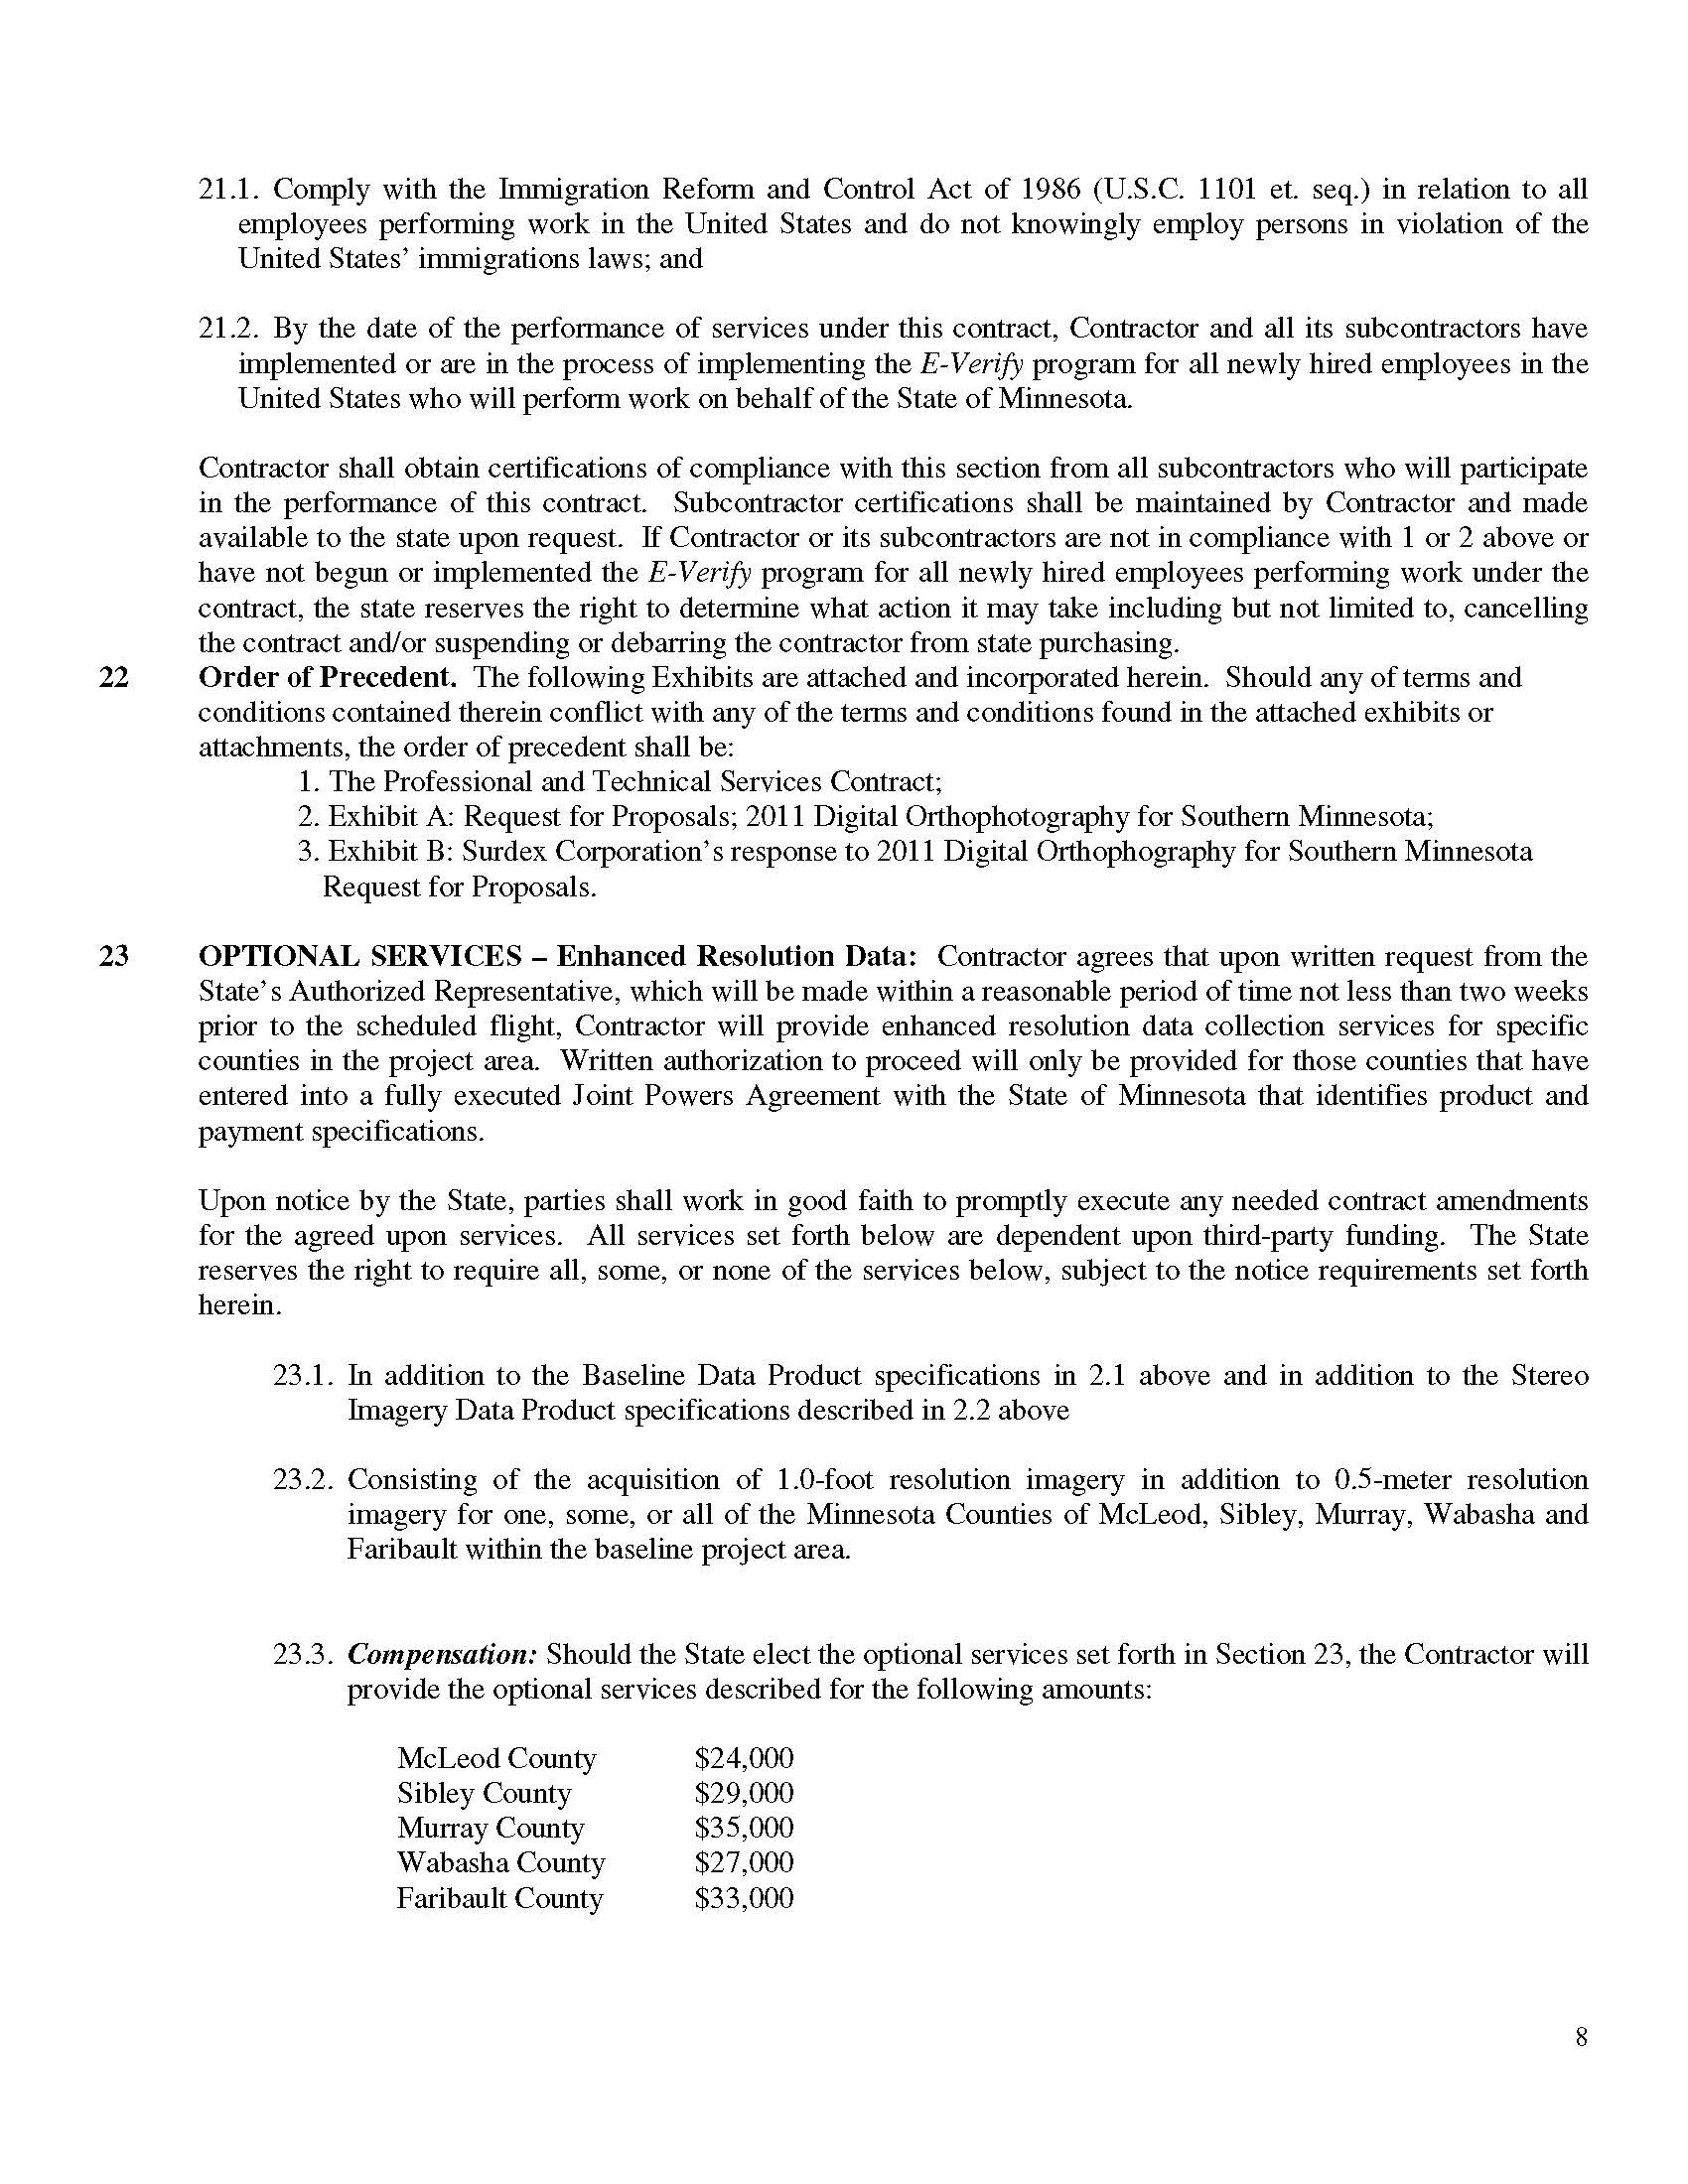 21.1. Comply with the Immigration Reform and Control Act of 1986 (U.S.C. 1101 et. seq.) in relation to all
employees performing work in the United States and do not knowingly employ persons in violation of the
United States’ immigrations laws; and
21.2. By the date of the performance of services under this contract, Contractor and all its subcontractors have
implemented or are in the process of implementing the E-Verify program for all newly hired employees in the
United States who will perform work on behalf of the State of Minnesota.
Contractor shall obtain certifications of compliance with this section from all subcontractors who will participate
in the performance of this contract. Subcontractor certifications shall be maintained by Contractor and made
available to the state upon request. If Contractor or its subcontractors are not in compliance with 1 or 2 above or
have not begun or implemented the E-Verify program for all newly hired employees performing work under the
contract, the state reserves the right to determine what action it may take including but not limited to, cancelling
the contract and/or suspending or debarring the contractor from state purchasing.
22 Order of Precedent. The following Exhibits are attached and incorporated herein. Should any of terms and
conditions contained therein conflict with any of the terms and conditions found in the attached exhibits or
attachments, the order of precedent shall be:
1. The Professional and Technical Services Contract;
2. Exhibit A: Request for Proposals; 2011 Digital Orthophotography for Southern Minnesota;
3. Exhibit B: Surdex Corporation’s response to 2011 Digital Orthophography for Southern Minnesota
Request for Proposals.
23 OPTIONAL SERVICES – Enhanced Resolution Data: Contractor agrees that upon written request from the
State’s Authorized Representative, which will be made within a reasonable period of time not less than two weeks
prior to the scheduled flight, Contractor will provide enhanced resolution data collection services for specific
counties in the project area. Written authorization to proceed will only be provided for those counties that have
entered into a fully executed Joint Powers Agreement with the State of Minnesota that identifies product and
payment specifications.
Upon notice by the State, parties shall work in good faith to promptly execute any needed contract amendments
for the agreed upon services. All services set forth below are dependent upon third-party funding. The State
reserves the right to require all, some, or none of the services below, subject to the notice requirements set forth
herein.
23.1. In addition to the Baseline Data Product specifications in 2.1 above and in addition to the Stereo
Imagery Data Product specifications described in 2.2 above
23.2. Consisting of the acquisition of 1.0-foot resolution imagery in addition to 0.5-meter resolution
imagery for one, some, or all of the Minnesota Counties of McLeod, Sibley, Murray, Wabasha and
Faribault within the baseline project area.
23.3. Compensation: Should the State elect the optional services set forth in Section 23, the Contractor will
provide the optional services described for the following amounts:
McLeod County $24,000
Sibley County $29,000
Murray County $35,000
Wabasha County $27,000
Faribault County $33,000
8